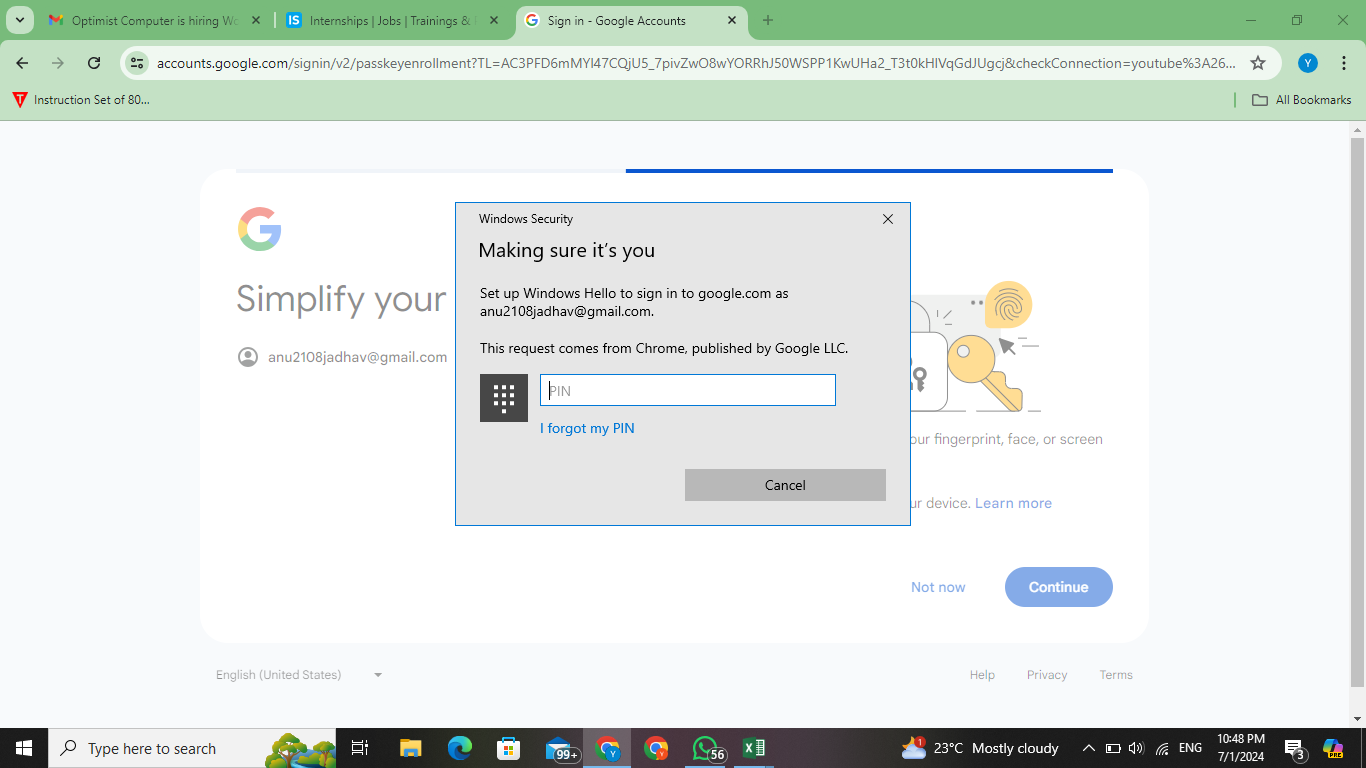 Optimist Computer is hiring Wo
Internships | Jobs | Trainings &
Sign in - Google Accounts
accounts.google.com/signin/v2/passkeyenrollment?TL=AC3PFD6mMYI47CQjU5_7pivZwO8wYORRhJ50WSPP1KwUHa2_T3t0kHIVqGdJUgcj&checkConnection=youtube%3A26...
Y
Instruction Set of 80...
All Bookmarks
Simplify your
anu2108jadhav@gmail.com
Windows Security
Making sure it's you
Set up Windows Hello to sign in to google.com as
anu2108jadhav@gmail.com.
This request comes from Chrome, published by Google LLC.
PIN
I forgot my PIN
Cancel
our fingerprint, face, or screen
ur device. Learn more
Not now
Continue
English (United States)
Help
Privacy
Terms
Type here to search
99+
56
23°C Mostly cloudy
ENG
10:48 PM
7/1/2024
3
PRE